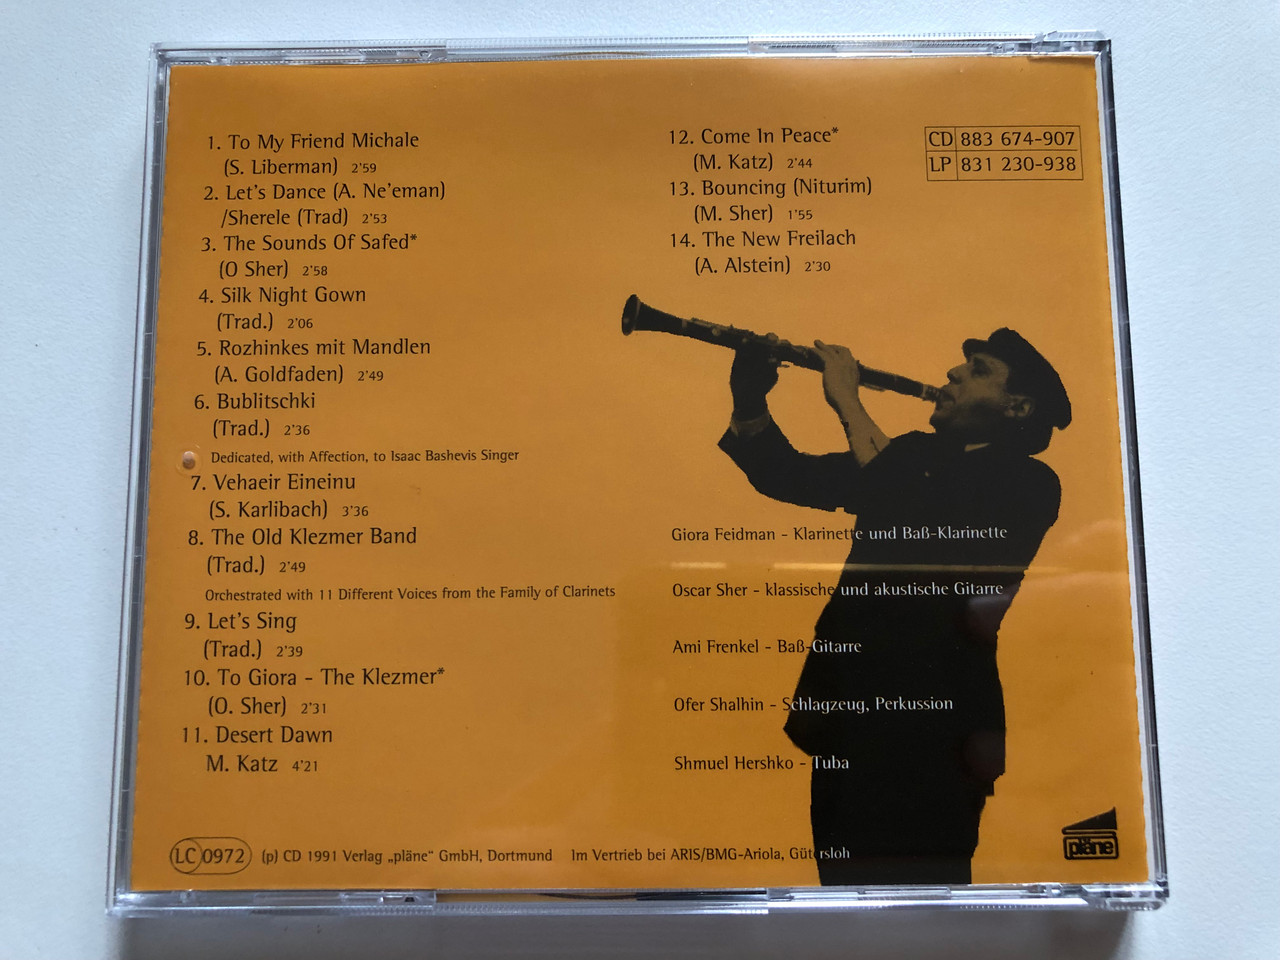 1. To My Friend Michale
(S. Liberman) 2'59
2. Let's Dance (A. Ne'eman)
/Sherele (Trad) 2'53
3. The Sounds Of Safed*
(O Sher) 2'58
4. Silk Night Gown
(Trad.) 2'06
5. Rozhinkes mit Mandlen
(A. Goldfaden) 2'49
6. Bublitschki
(Trad.) 2'36
Dedicated, with Affection, to Isaac Bashevis Singer
7. Vehaeir Eineinu
(S. Karlibach) 3'36
8. The Old Klezmer Band
(Trad.) 2'49
Orchestrated with 11 Different Voices from the Family of Clarinets
9. Let's Sing
(Trad.) 2'39
10. To Giora - The Klezmer*
(O. Sher) 2'31
11. Desert Dawn
M. Katz 4'21
12. Come In Peace*
(M. Katz) 2'44
13. Bouncing (Niturim)
(M. Sher) 1'55
14. The New Freilach
(A. Alstein) 2'30
CD 883 674-907
LP 831 230-938
Giora Feidman - Klarinette und Baß-Klarinette
Oscar Sher - klassische und akustische Gitarre
Ami Frenkel - Baß-Gitarre
Ofer Shalhin - Schlagzeug, Perkussion
Shmuel Hershko - Tuba
LC 0972 (p) CD 1991 Verlag „pläne“ GmbH, Dortmund Im Vertrieb bei ARIS/BMG-Ariola, Gütersloh
pläne